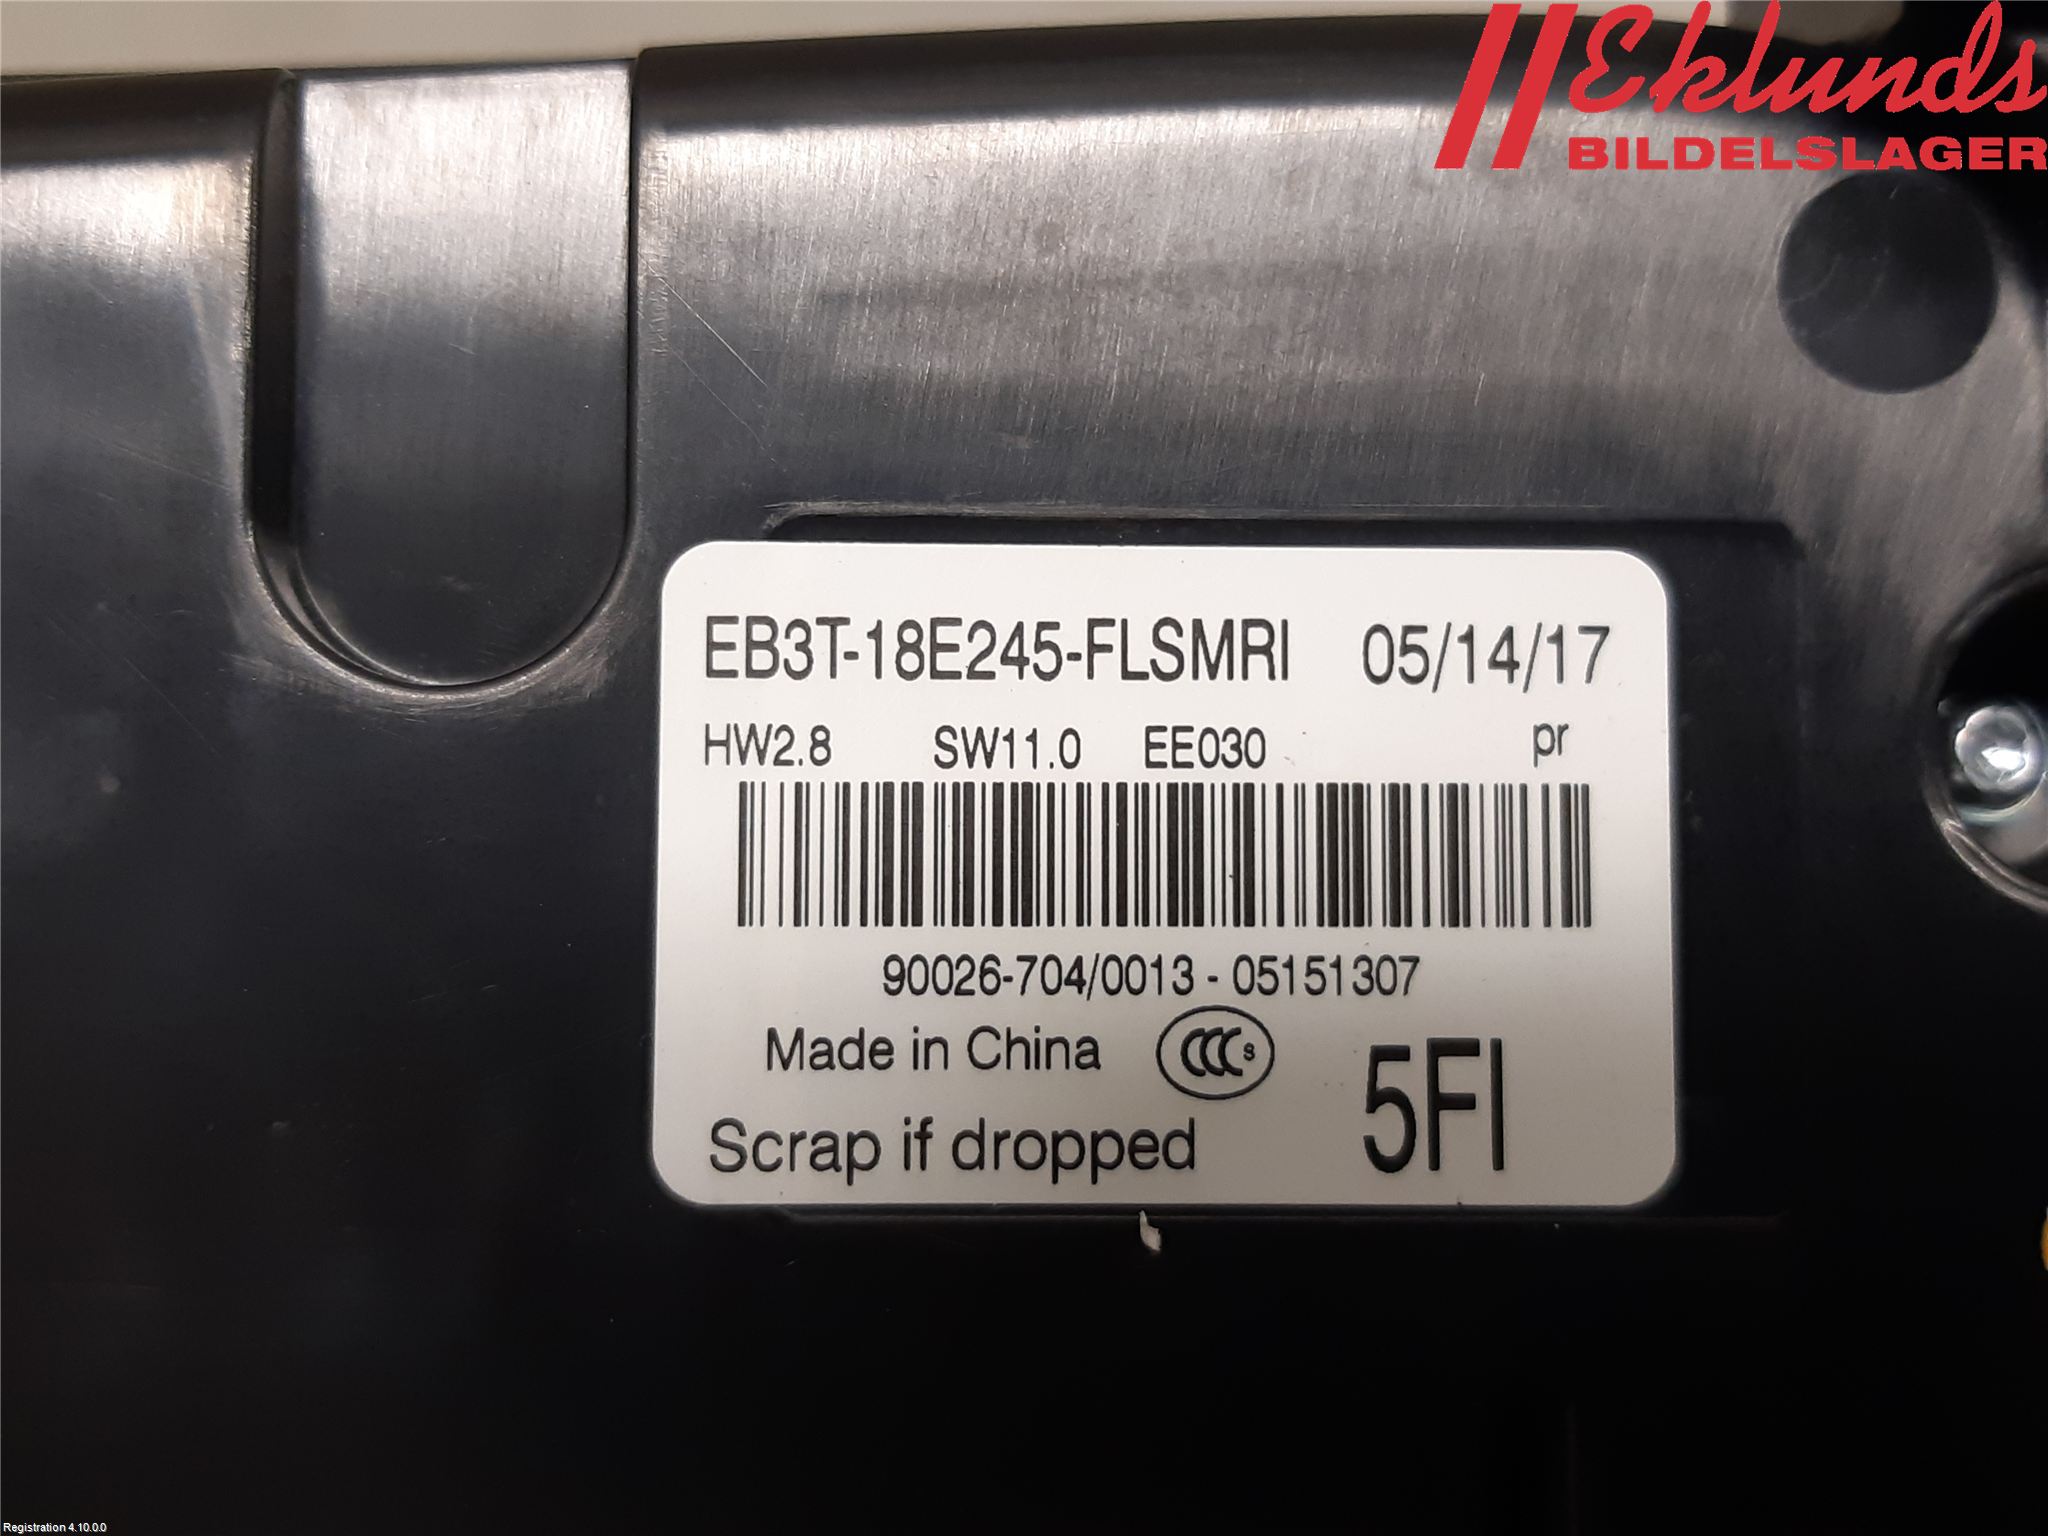 Eklunds
BILDELSLAGER
EB3T-18E245-FLSMRI 05/14/17
HW2.8 SW11.0 EE030 pr
90026-704/0013 - 05151307
Made in China CCC S
5FI
Scrap if dropped
Registration 4.10.0.0